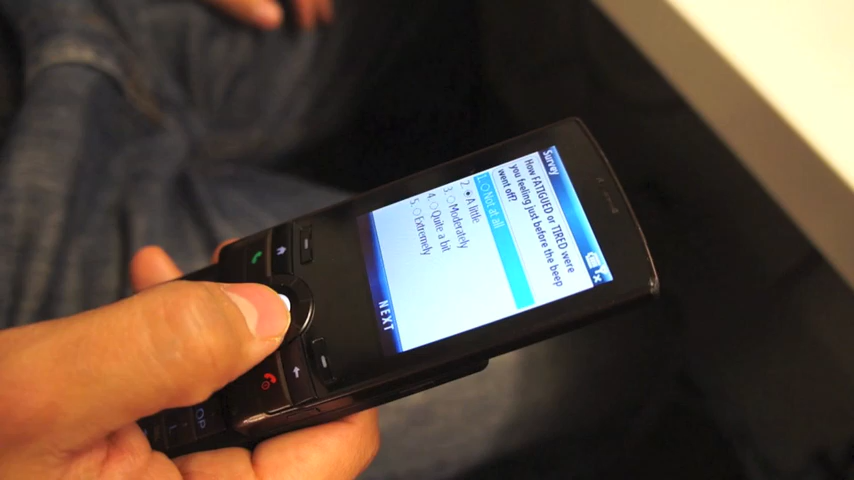 Survey
How FATIGUED or TIRED were
you feeling just before the beep
went off?
1. Not at all
2. A little
3. Moderately
4. Quite a bit
5. Extremely
NEXT